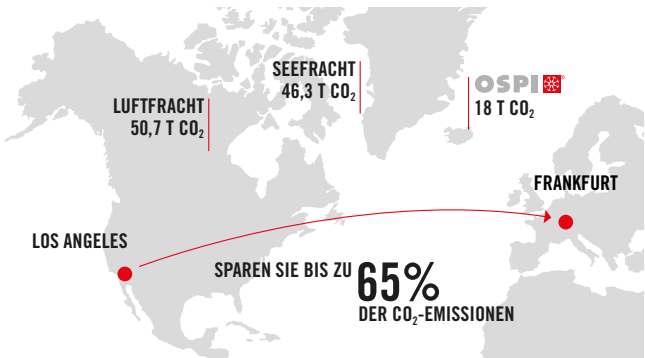 SEEFRACHT
46,3 T CO₂
OSPI
18 T CO₂
LUFTFRACHT
50,7 T CO₂
FRANKFURT
LOS ANGELES
SPAREN SIE BIS ZU 65%
DER CO₂-EMISSIONEN